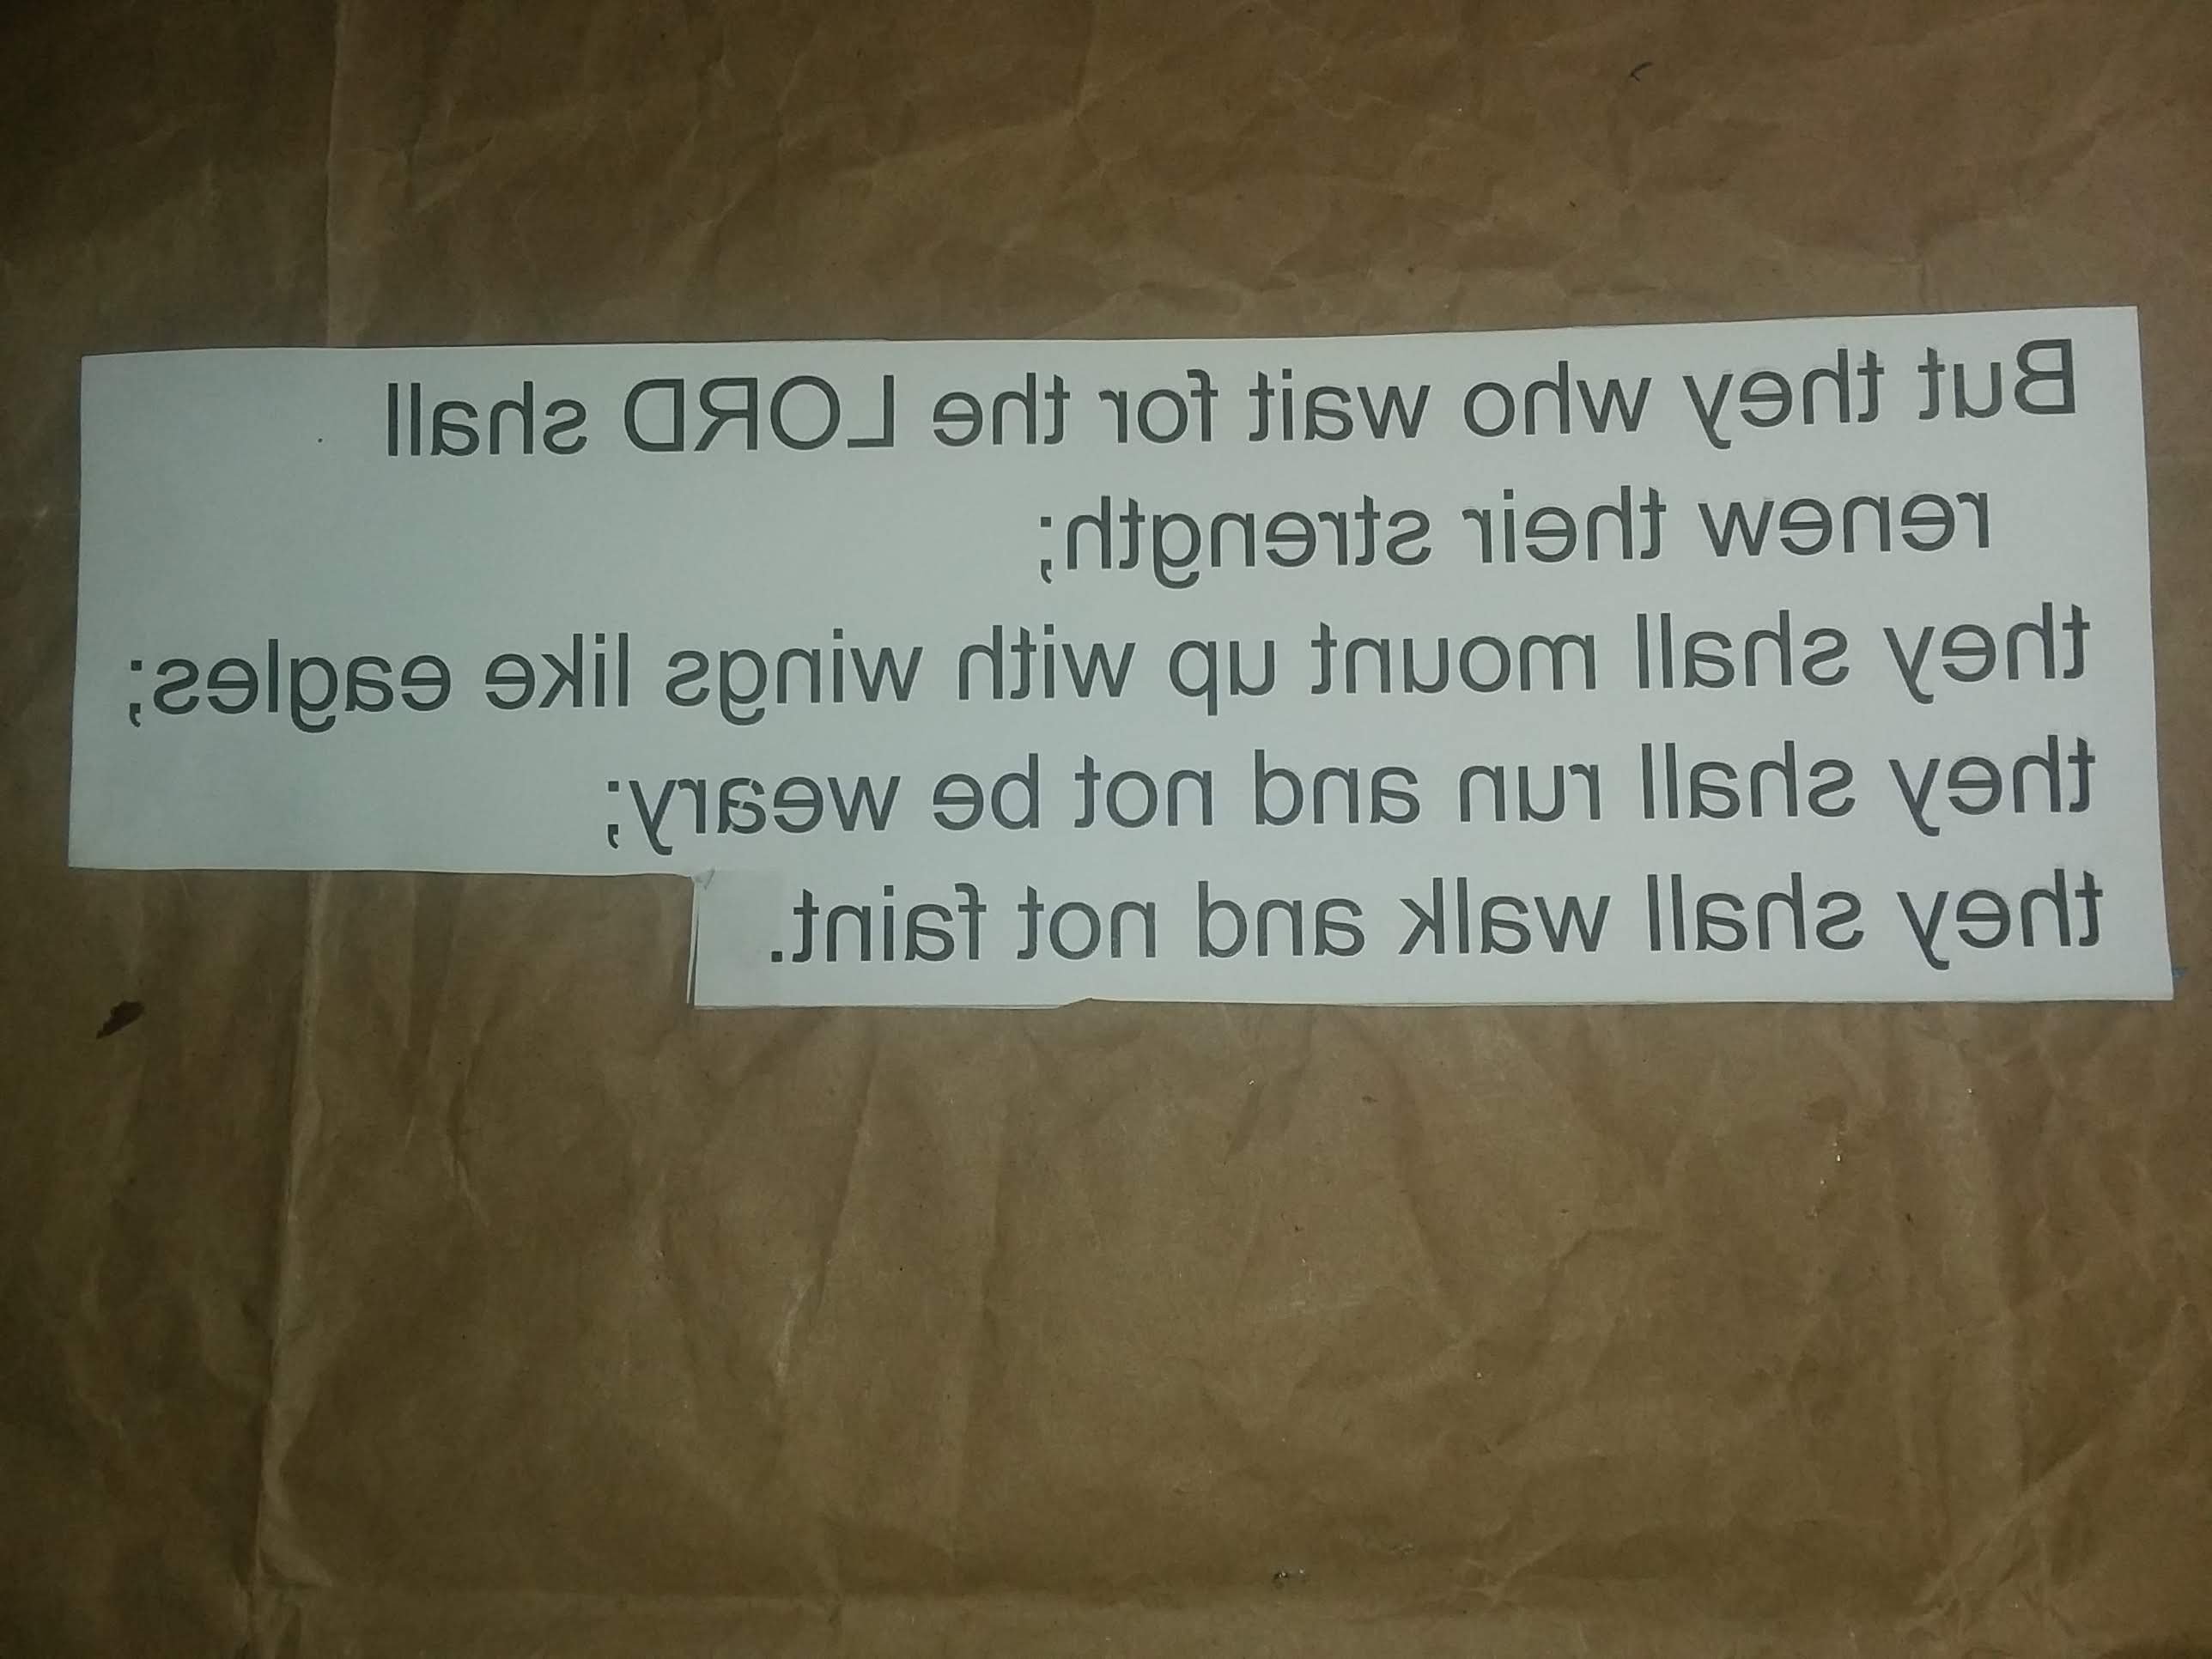 But they who wait for the LORD shall
renew their strength;
they shall mount up with wings like eagles;
they shall run and not be weary;
they shall walk and not faint.